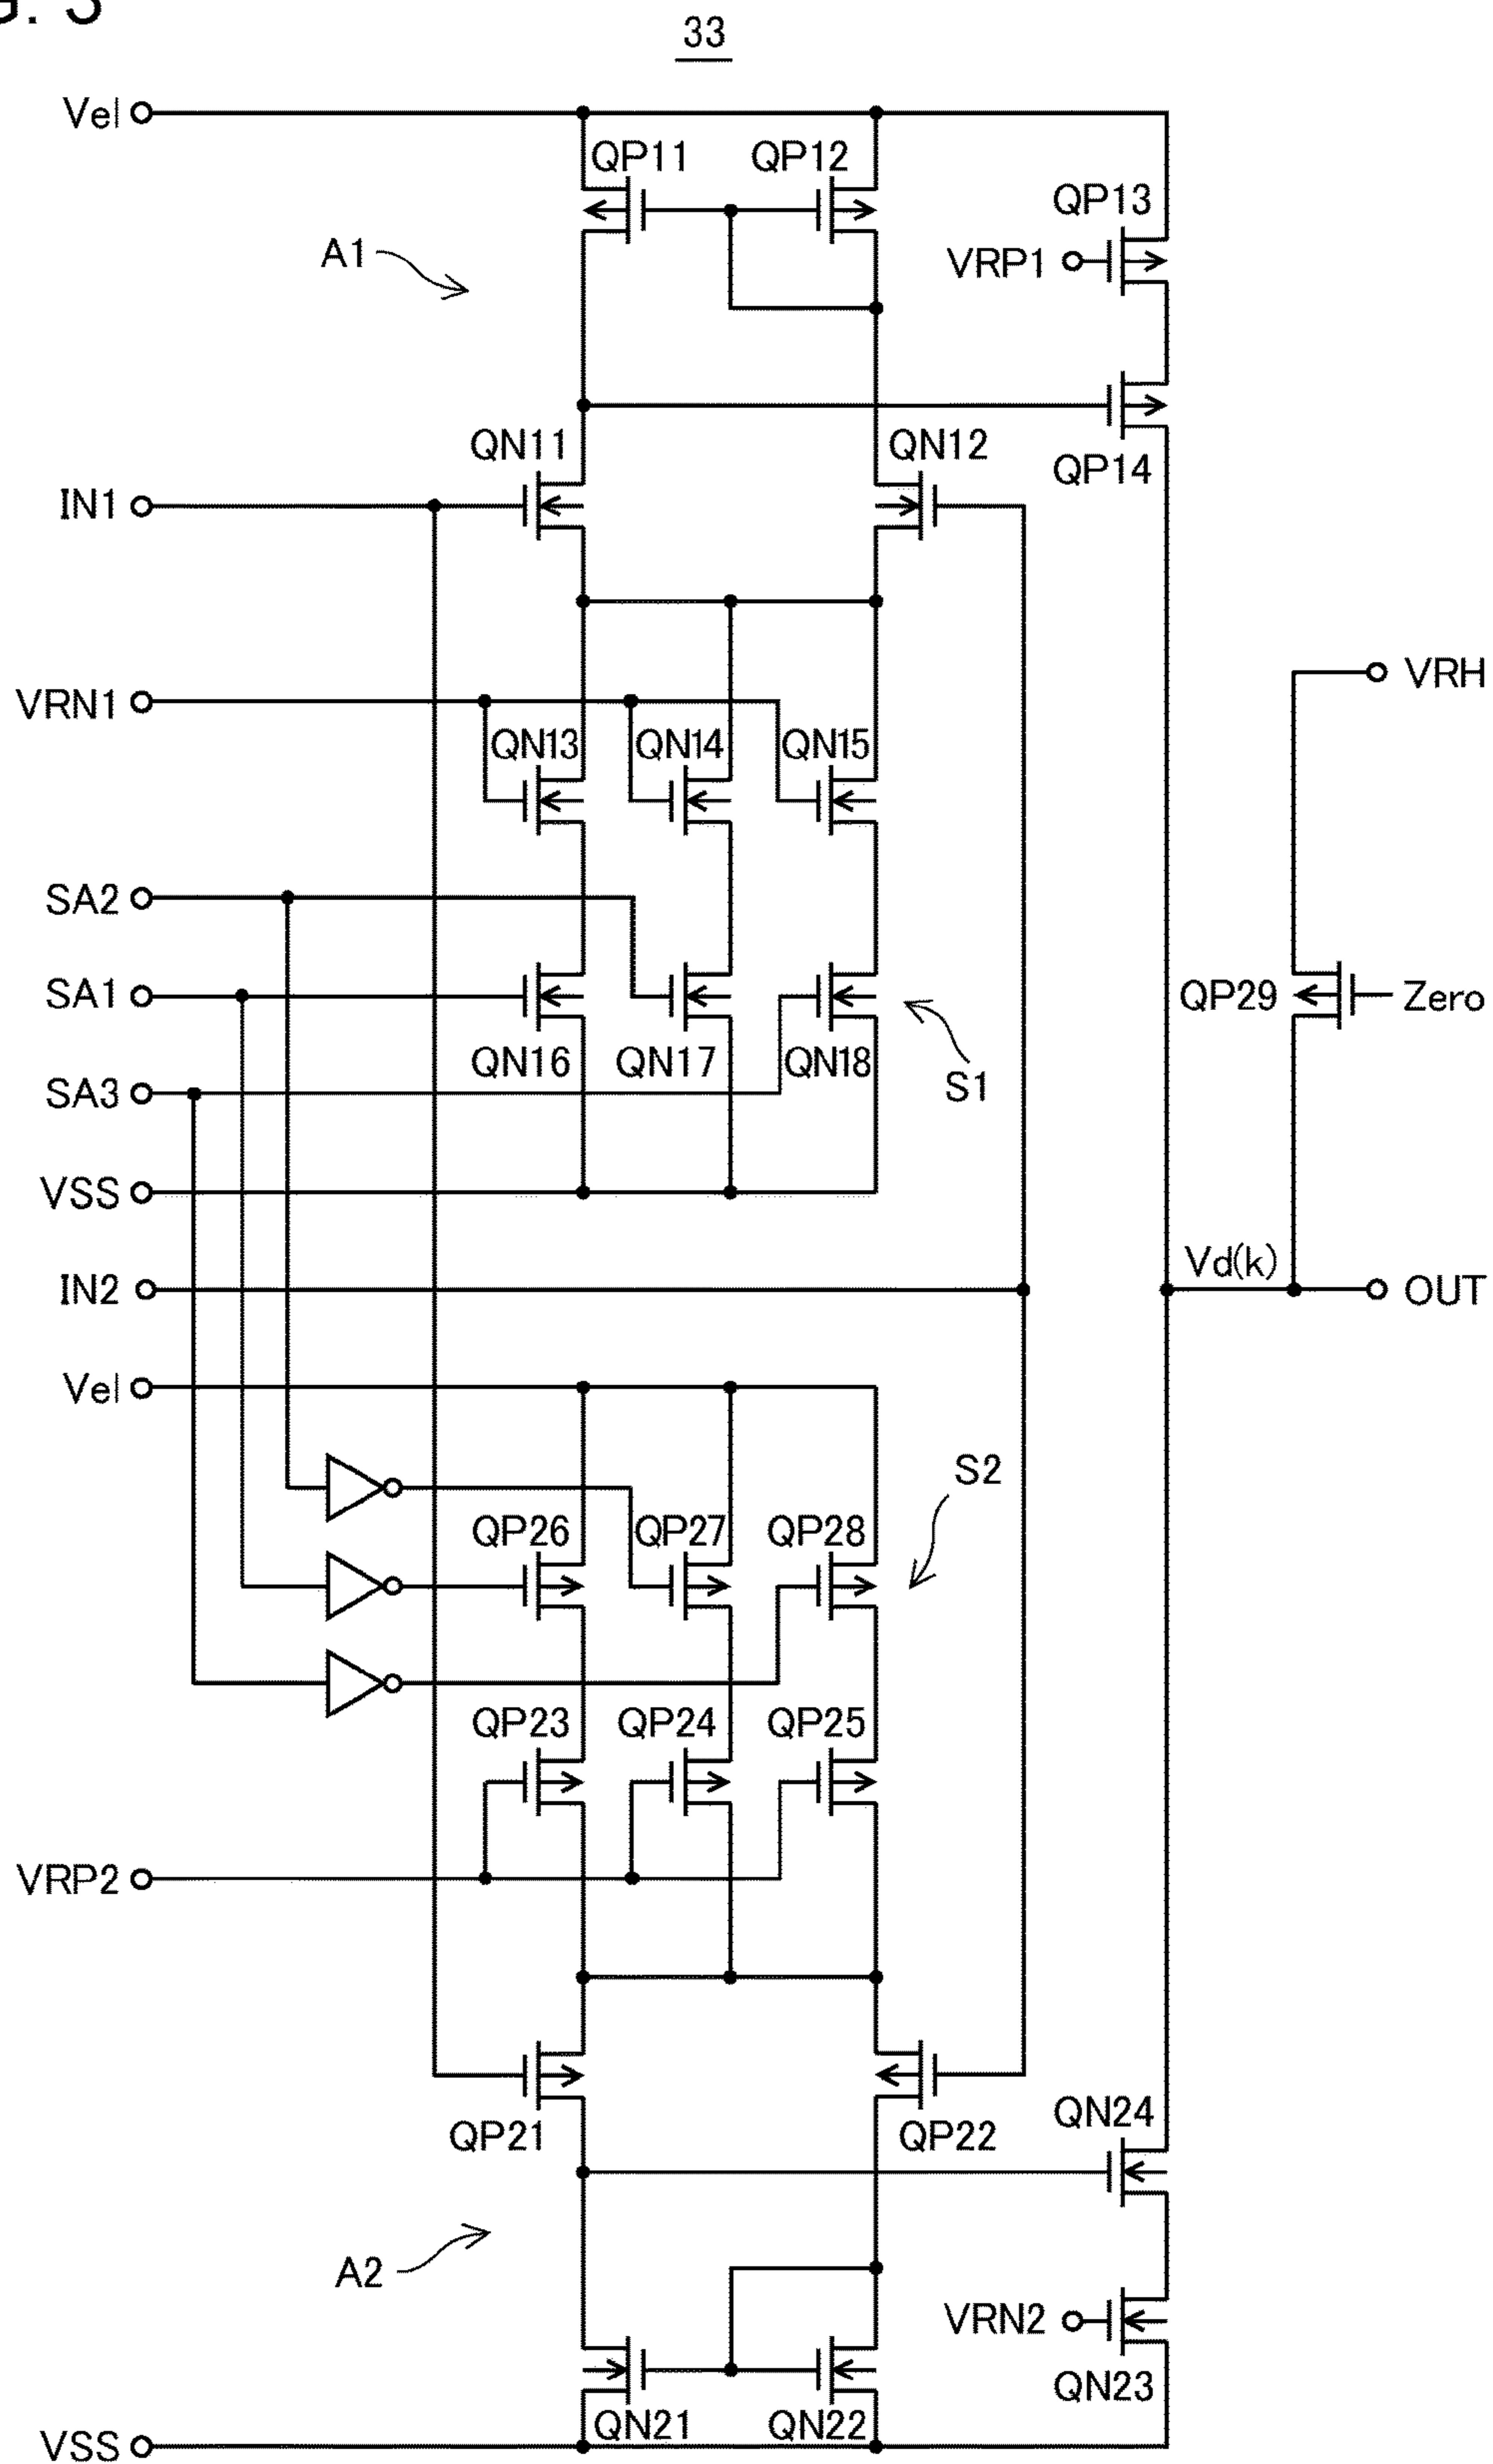 G. 3
33
Vel
QP11
QP12
QP13
A1
VRP1
QN11
QN12
QP14
IN1
VRH
VRN1
QN13
QN14
QN15
SA2
SA1
QP29
Zero
QN16
QN17
QN18
SA3
S1
VSS
Vd(k)
IN2
OUT
Vel
S2
QP26
QP27
QP28
QP23
QP24
QP25
VRP2
QN24
QP21
QP22
A2
VRN2
QN23
QN21
QN22
VSS